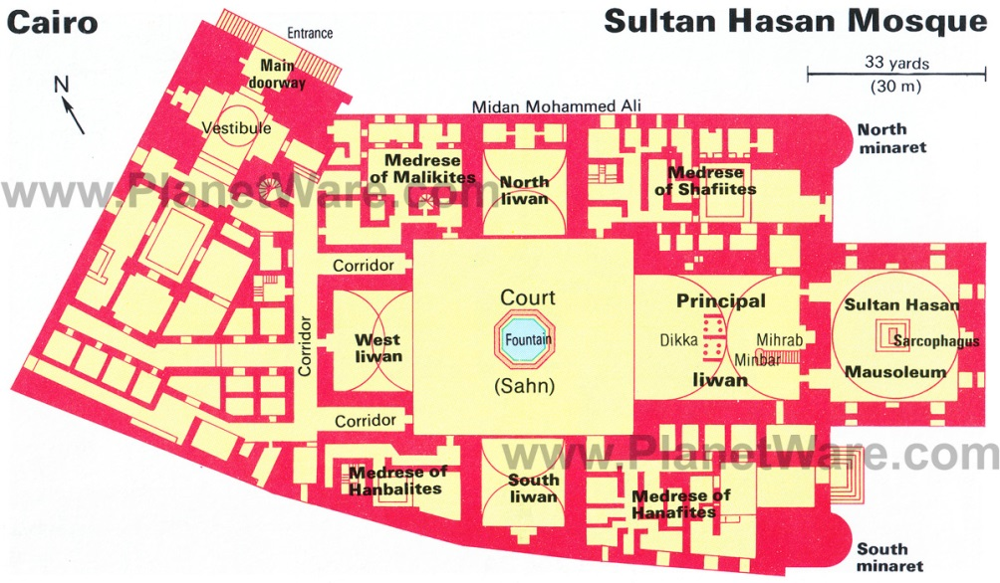 Cairo
Sultan Hasan Mosque
Entrance
33 yards
(30 m)
N
Main
doorway
Midan Mohammed Ali
North
minaret
Vestibule
Medrese
of Malikites
North
liwan
Medrese
of Shafiites
www.PlanetWare.com
Corridor
Court
Fountain
(Sahn)
Corridor
West
liwan
Principal
Dikka
Mihrab
Minbar
liwan
Sultan Hasan
Sarcophagus
Mausoleum
Corridor
www.PlanetWare.com
Medrese of
Hanbalites
South
liwan
Medrese of
Hanafites
South
minaret